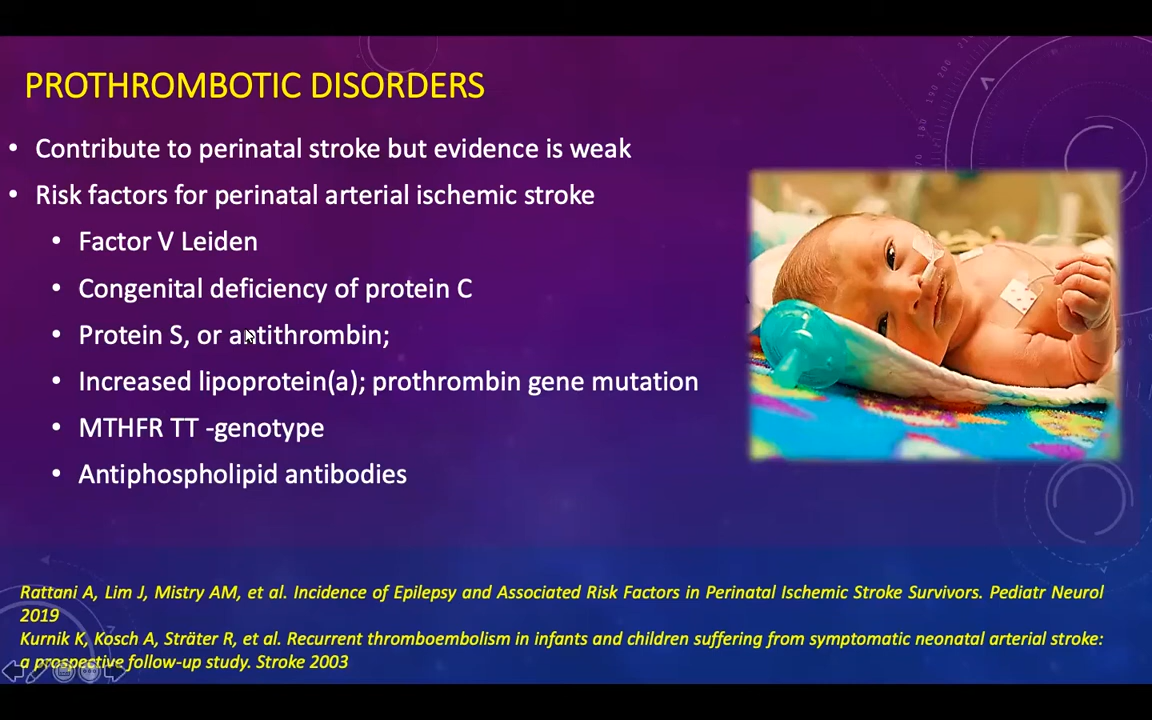 PROTHROMBOTIC DISORDERS
• Contribute to perinatal stroke but evidence is weak
• Risk factors for perinatal arterial ischemic stroke
• Factor V Leiden
• Congenital deficiency of protein C
• Protein S, or antithrombin;
• Increased lipoprotein(a); prothrombin gene mutation
• MTHFR TT -genotype
• Antiphospholipid antibodies
Rattani A, Lim J, Mistry AM, et al. Incidence of Epilepsy and Associated Risk Factors in Perinatal Ischemic Stroke Survivors. Pediatr Neurol
2019
Kurnik K, Kosch A, Sträter R, et al. Recurrent thromboembolism in infants and children suffering from symptomatic neonatal arterial stroke:
a prospective follow-up study. Stroke 2003